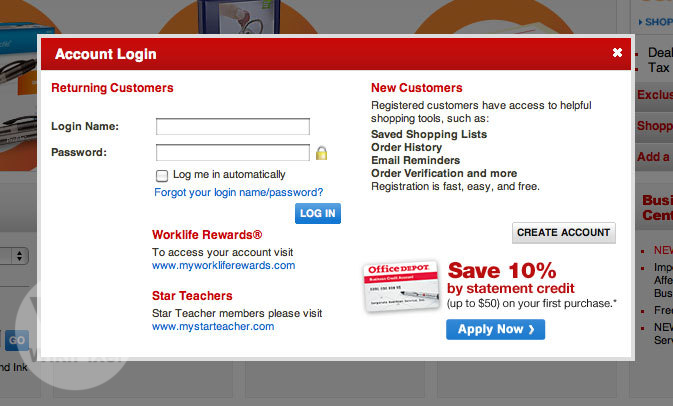 Account Login
Returning Customers
Login Name:
Password:
Log me in automatically
Forgot your login name/password?
LOG IN
Worklife Rewards®
To access your account visit
www.myworkliferewards.com
Star Teachers
Star Teacher members please visit
www.mystarteacher.com
New Customers
Registered customers have access to helpful
shopping tools, such as:
Saved Shopping Lists
Order History
Email Reminders
Order Verification and more
Registration is fast, easy, and free.
CREATE ACCOUNT
Office DEPOT
Business Credit Account
Save 10%
by statement credit
(up to $50) on your first purchase.*
Apply Now
SHOP
Deal
Tax
Exclus
Shopp
Add a
Busi
Cent
NEW
Impo
Affe
Busi
Free
NEW
Serv
GO
nd Ink